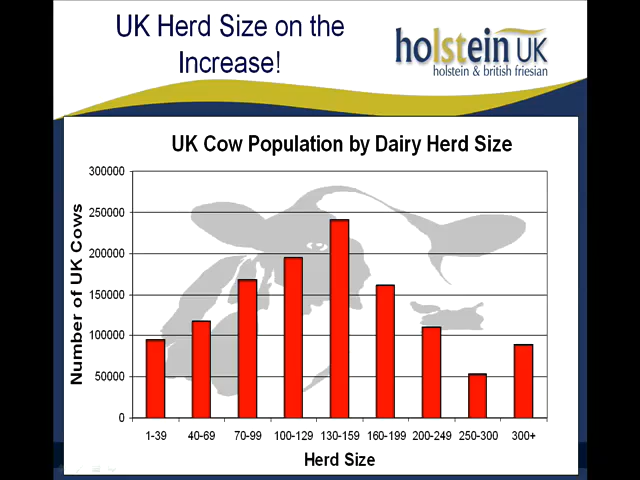 UK Herd Size on the
Increase!
holstein UK
holstein & british friesian
UK Cow Population by Dairy Herd Size
300000
250000
200000
150000
100000
50000
0
Number of UK Cows
1-39 40-69 70-99 100-129 130-159 160-199 200-249 250-300 300+
Herd Size